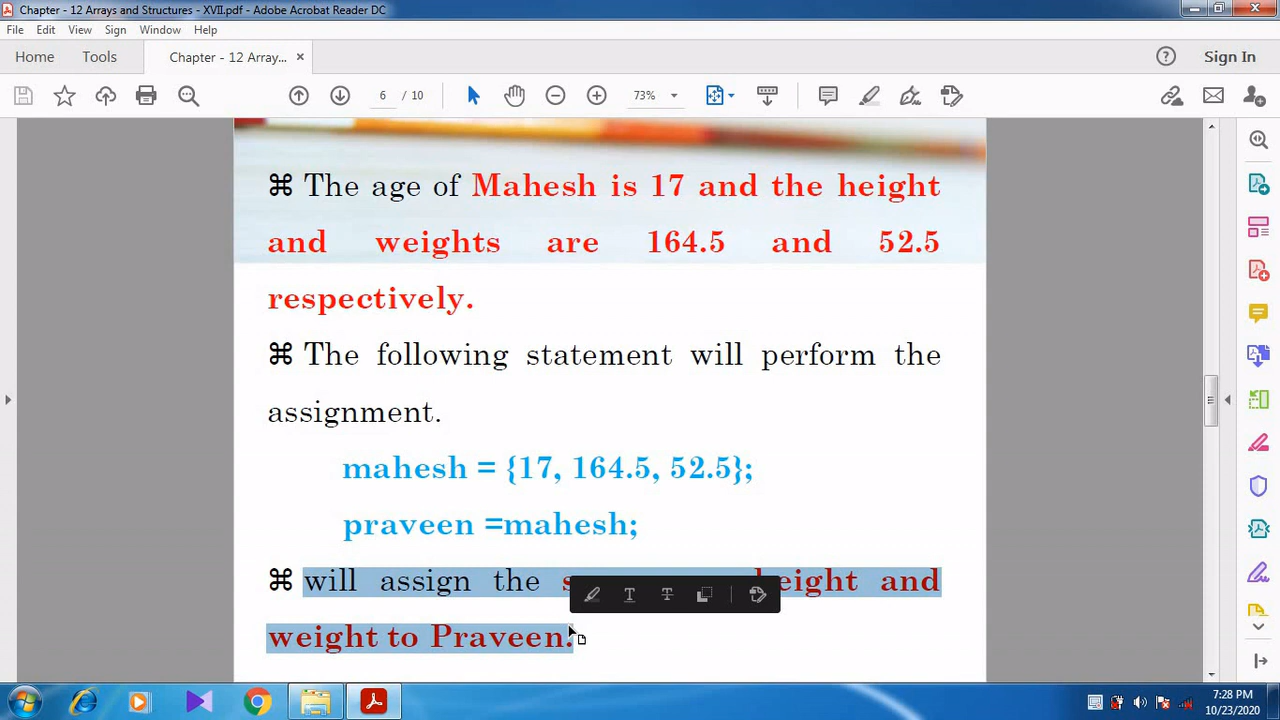 Chapter - 12 Arrays and Structures - XVII.pdf - Adobe Acrobat Reader DC
File Edit View Sign Window Help
Home Tools Chapter - 12 Array... × Sign In
6 / 10 73%
⌘ The age of Mahesh is 17 and the height
and weights are 164.5 and 52.5
respectively.
⌘ The following statement will perform the
assignment.
mahesh = {17, 164.5, 52.5};
praveen =mahesh;
⌘ will assign the height and
weight to Praveen.
7:28 PM
10/23/2020